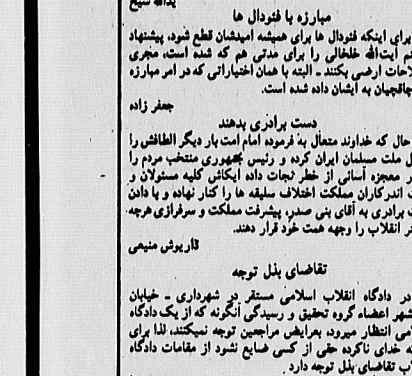 یدالله شیخ
مبارزه با فئودال ها
برای اینکه فئودال ها برای همیشه امیدشان قطع شود، پیشنهاد
آیت‌الله خلخالی را برای مدتی هم که شده است، مجری
ارضی بکنند ـ البته با همان اختیاراتی که در امر مبارزه
قاچاقچیان به ایشان داده شده است.
جعفر زاده
دست برادری بدهند
حال که خداوند متعال به فرموده امام امت بار دیگر الطافش را
ملت مسلمان ایران کرده و رئیس جمهوری منتخب مردم را
معجزه آسائی از خطر نجات داده ایکاش کلیه مسئولان و
اندرکاران مملکت اختلاف سلیقه ها را کنار نهاده و با دادن
برادری به آقای بنی صدر، پیشرفت مملکت و سرفرازی هرچه
انقلاب را وجهه همت خود قرار دهند.
داریوش منیعی
تقاضای بذل توجه
در دادگاه انقلاب اسلامی مستقر در شهرداری ـ خیابان
اعضاء گروه تحقیق و رسیدگی آنگونه که از یک دادگاه
انتظار میرود، بعرایض مراجعین توجه نمیکنند، لذا برای
خدای ناکرده حقی از کسی ضایع نشود از مقامات دادگاه
تقاضای بذل توجه دارد